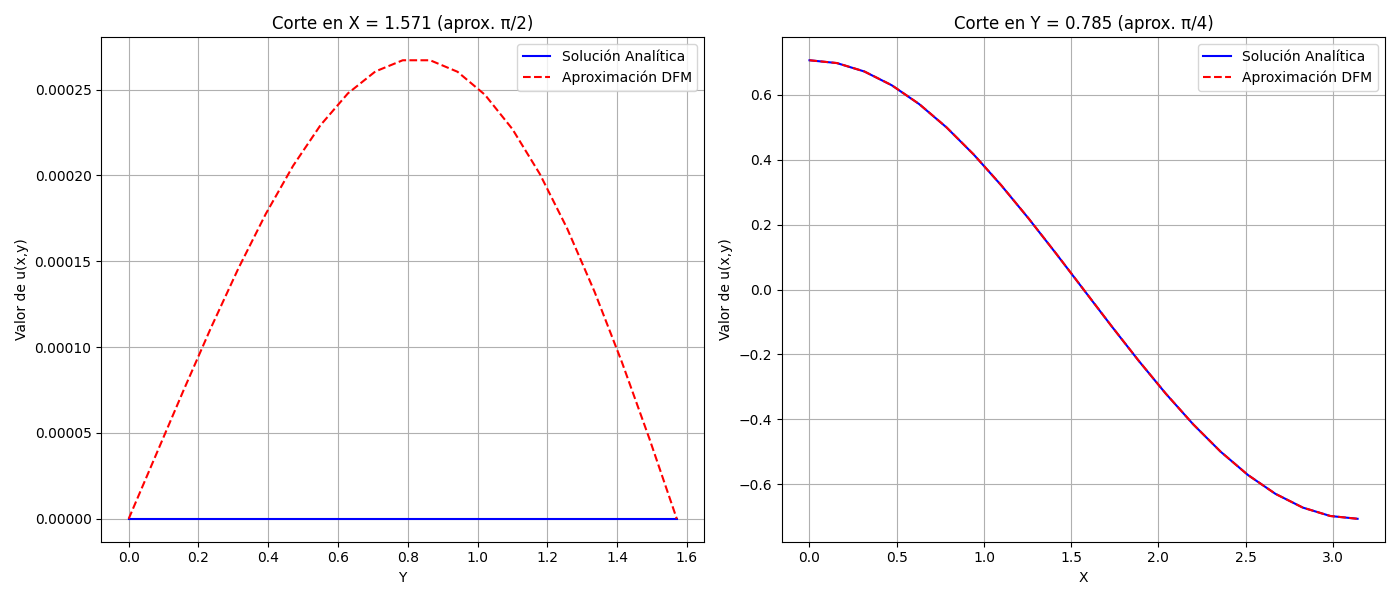 Corte en X = 1.571 (aprox. π/2)
Solución Analítica
Aproximación DFM
Valor de u(x,y)
0.00025
0.00020
0.00015
0.00010
0.00005
0.00000
0.0 0.2 0.4 0.6 0.8 1.0 1.2 1.4 1.6
Y
Corte en Y = 0.785 (aprox. π/4)
Solución Analítica
Aproximación DFM
Valor de u(x,y)
0.6
0.4
0.2
0.0
−0.2
−0.4
−0.6
0.0 0.5 1.0 1.5 2.0 2.5 3.0
X